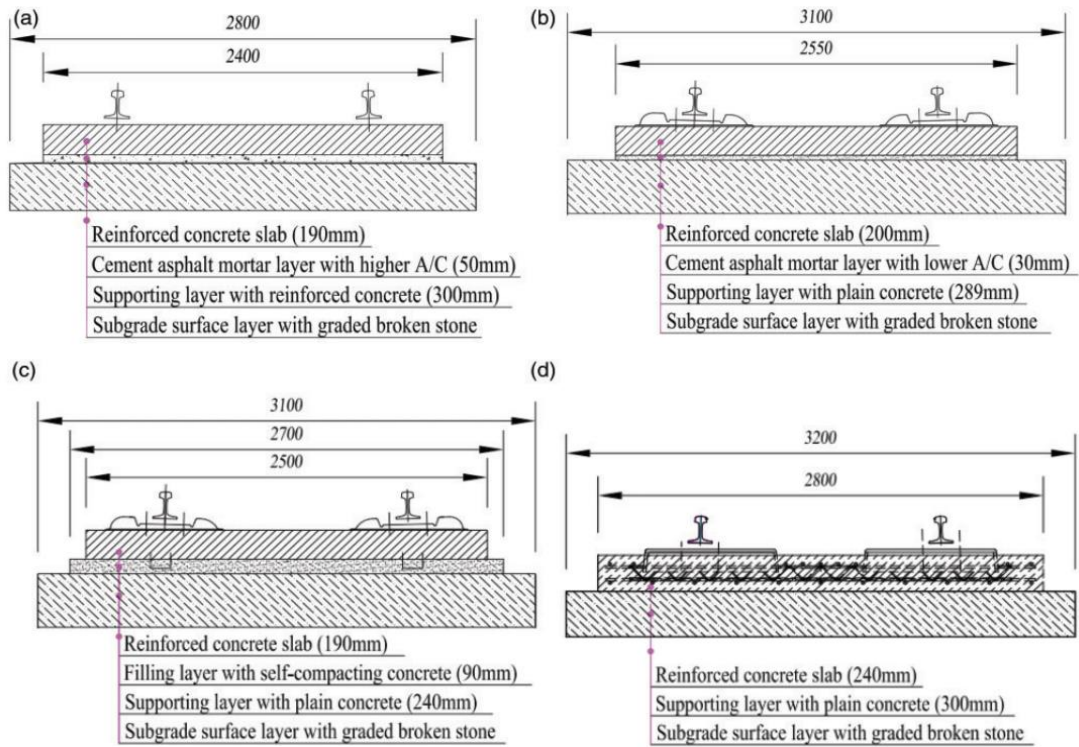 (a)
2800
2400
Reinforced concrete slab (190mm)
Cement asphalt mortar layer with higher A/C (50mm)
Supporting layer with reinforced concrete (300mm)
Subgrade surface layer with graded broken stone
(b)
3100
2550
Reinforced concrete slab (200mm)
Cement asphalt mortar layer with lower A/C (30mm)
Supporting layer with plain concrete (289mm)
Subgrade surface layer with graded broken stone
(c)
3100
2700
2500
Reinforced concrete slab (190mm)
Filling layer with self-compacting concrete (90mm)
Supporting layer with plain concrete (240mm)
Subgrade surface layer with graded broken stone
(d)
3200
2800
Reinforced concrete slab (240mm)
Supporting layer with plain concrete (300mm)
Subgrade surface layer with graded broken stone